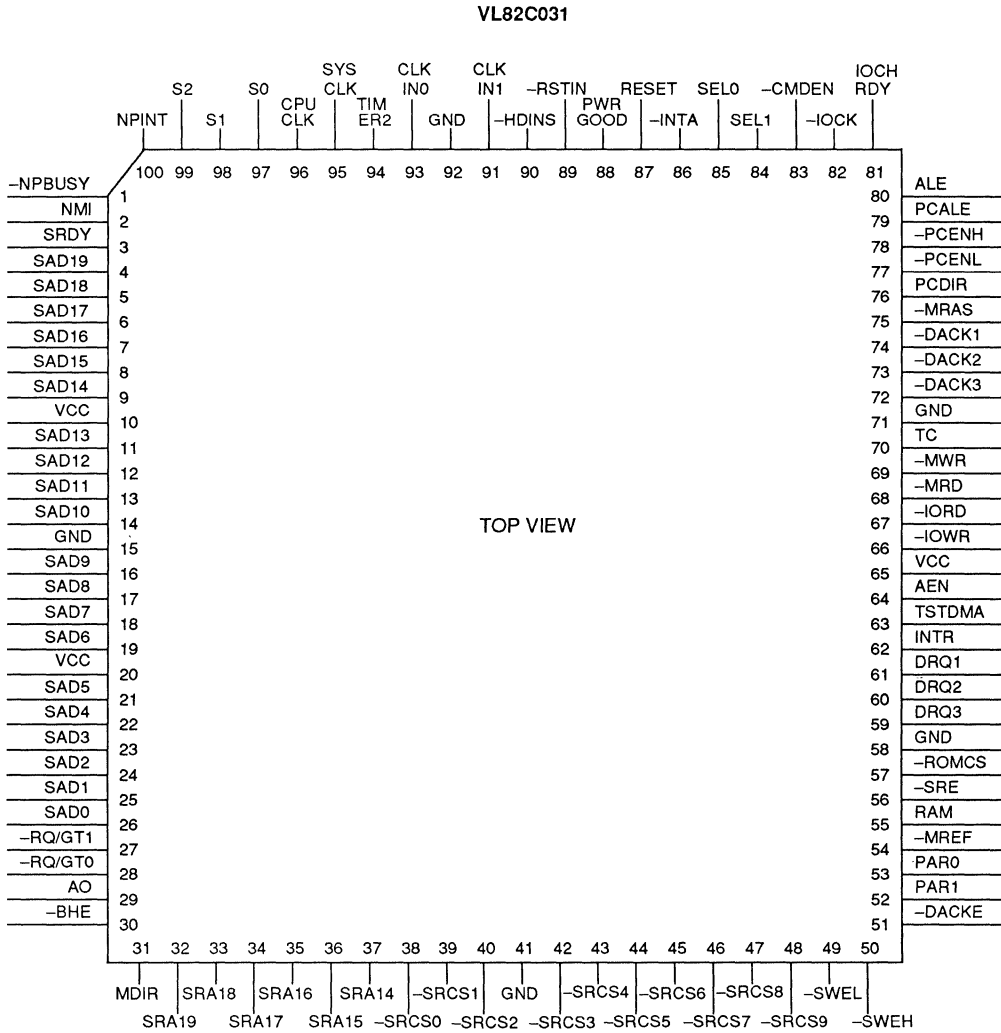 VL82C031
SYS CLK CLK IOCH
S2 S0 CLK IN0 IN1 –RSTIN RESET SEL0 –CMDEN RDY
CPU TIM PWR
NPINT S1 CLK ER2 GND –HDINS GOOD –INTA SEL1 –IOCK
100 99 98 97 96 95 94 93 92 91 90 89 88 87 86 85 84 83 82 81
–NPBUSY 1 80 ALE
NMI 2 79 PCALE
SRDY 3 78 –PCENH
SAD19 4 77 –PCENL
SAD18 5 76 PCDIR
SAD17 6 75 –MRAS
SAD16 7 74 –DACK1
SAD15 8 73 –DACK2
SAD14 9 72 –DACK3
VCC 10 71 GND
SAD13 11 70 TC
SAD12 12 69 –MWR
SAD11 13 68 –MRD
SAD10 14 67 –IORD
TOP VIEW
GND 15 66 –IOWR
SAD9 16 65 VCC
SAD8 17 64 AEN
SAD7 18 63 TSTDMA
SAD6 19 62 INTR
VCC 20 61 DRQ1
SAD5 21 60 DRQ2
SAD4 22 59 DRQ3
SAD3 23 58 GND
SAD2 24 57 –ROMCS
SAD1 25 56 –SRE
SAD0 26 55 RAM
–RQ/GT1 27 54 –MREF
–RQ/GT0 28 53 PAR0
AO 29 52 PAR1
–BHE 30 51 –DACKE
31 32 33 34 35 36 37 38 39 40 41 42 43 44 45 46 47 48 49 50
MDIR SRA18 SRA16 SRA14 –SRCS1 GND –SRCS4 –SRCS6 –SRCS8 –SWEL
SRA19 SRA17 SRA15 –SRCS0 –SRCS2 –SRCS3 –SRCS5 –SRCS7 –SRCS9 –SWEH